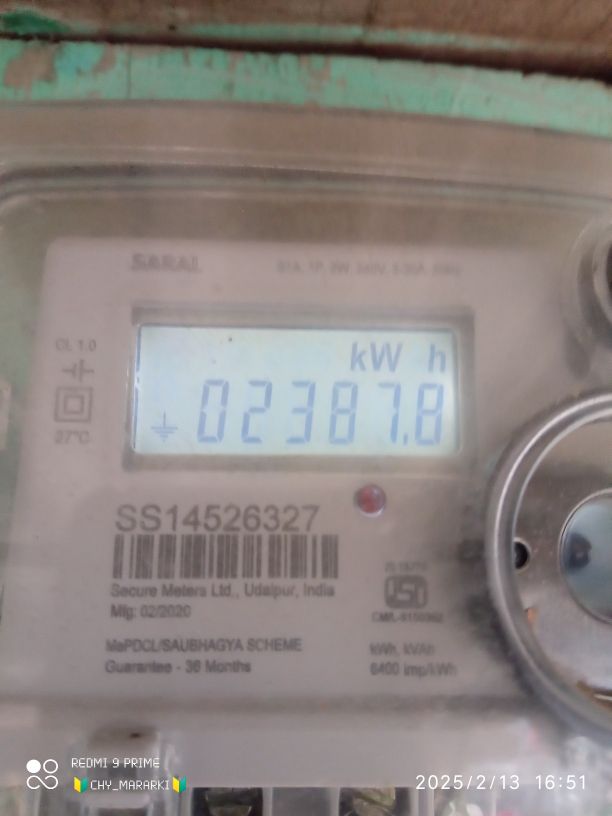 SARAL
CL 1.0
27°C
kW h
02387.8
SS14526327
Secure Meters Ltd., Udaipur, India
Mfg: 02/2020
MePDCL/SAUBHAGYA SCHEME
Guarantee - 36 Months
kWh, kVAh
6400 imp/kWh
REDMI 9 PRIME
🔰CHY_MARARKI🔰
2025/2/13 16:51